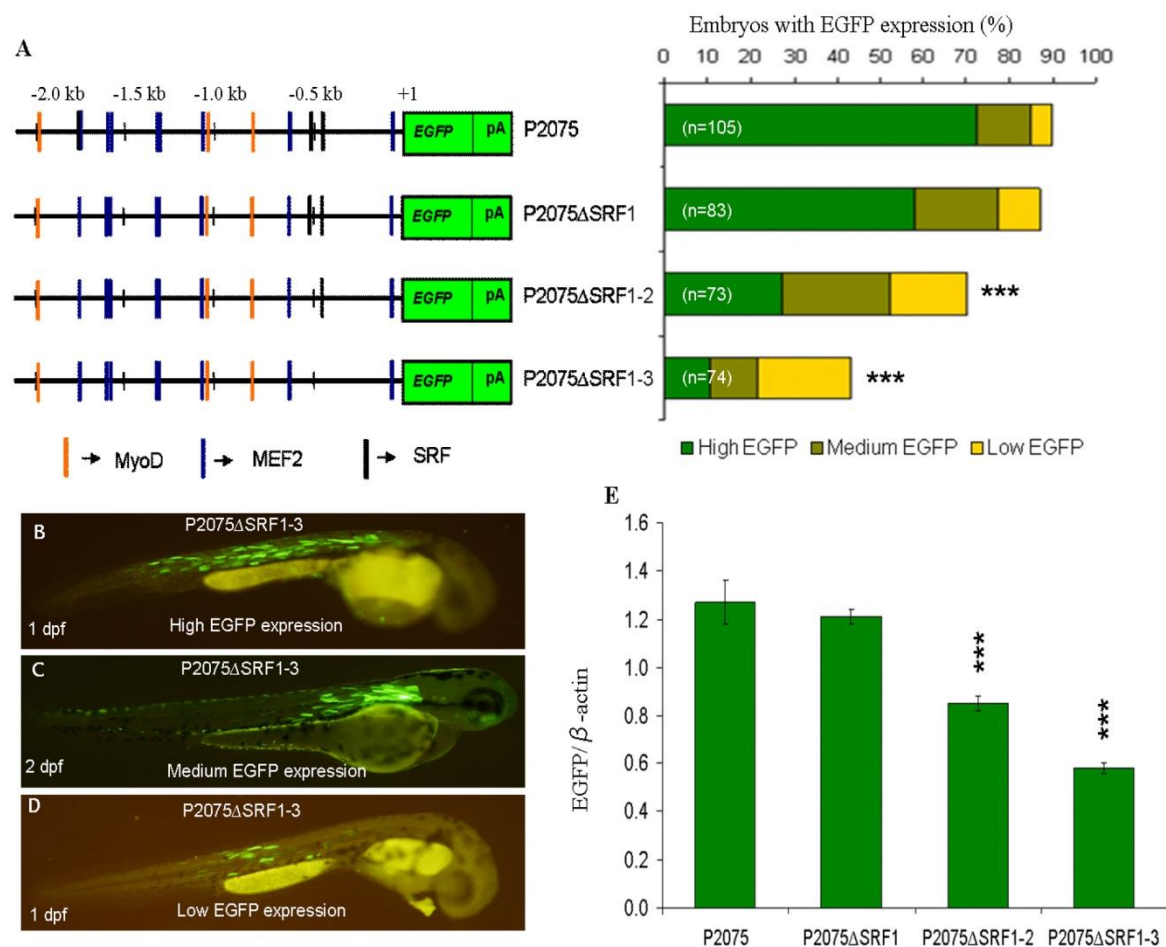 A
Embryos with EGFP expression (%)
0 10 20 30 40 50 60 70 80 90 100
-2.0 kb -1.5 kb -1.0 kb -0.5 kb +1
EGFP pA P2075
(n=105)
EGFP pA P2075ΔSRF1
(n=83)
EGFP pA P2075ΔSRF1-2
(n=73) ***
EGFP pA P2075ΔSRF1-3
(n=74) ***
MyoD MEF2 SRF
High EGFP Medium EGFP Low EGFP
B
P2075ΔSRF1-3
High EGFP expression
1 dpf
C
P2075ΔSRF1-3
Medium EGFP expression
2 dpf
D
P2075ΔSRF1-3
Low EGFP expression
1 dpf
E
EGFP/β-actin
1.6
1.4
1.2
1.0
0.8
0.6
0.4
0.2
0.0
***
***
P2075 P2075ΔSRF1 P2075ΔSRF1-2 P2075ΔSRF1-3